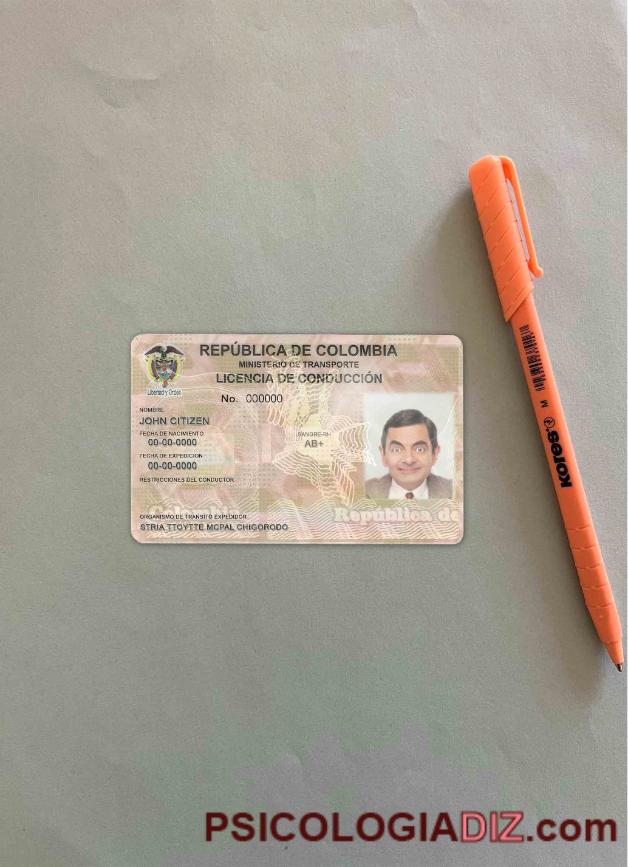 REPÚBLICA DE COLOMBIA
MINISTERIO DE TRANSPORTE
LICENCIA DE CONDUCCIÓN
Libertad y Orden
No. 000000
NOMBRE
JOHN CITIZEN
FECHA DE NACIMIENTO
00-00-0000
SANGRE-RH
AB+
FECHA DE EXPEDICION
00-00-0000
RESTRICCIONES DEL CONDUCTOR
ORGANISMO DE TRANSITO EXPEDIDOR
STRIA TTOYTTE MCPAL CHIGORODO
República de
M
Kores
PSICOLOGIADIZ.com